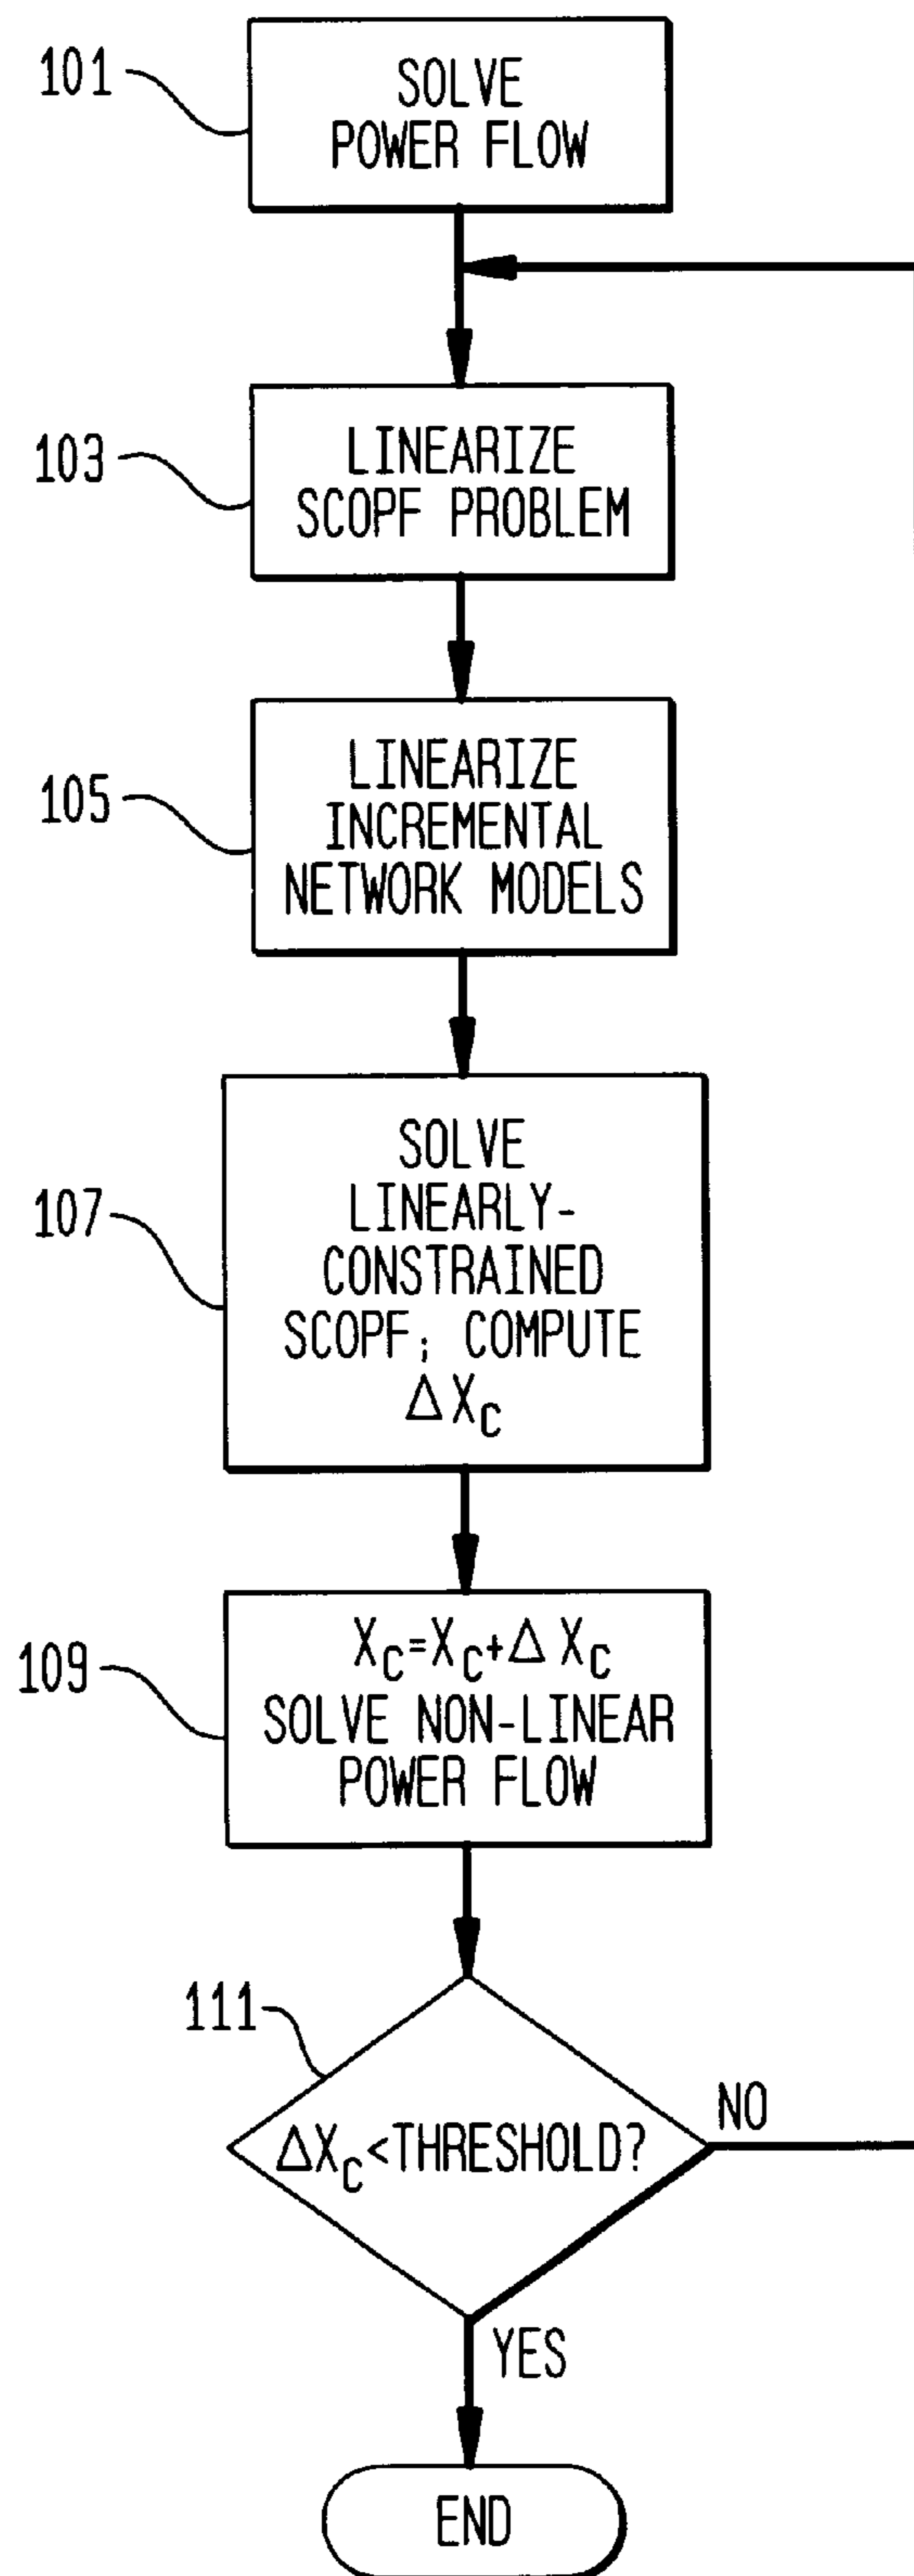 101
SOLVE
POWER FLOW
103
LINEARIZE
SCOPF PROBLEM
105
LINEARIZE
INCREMENTAL
NETWORK MODELS
107
SOLVE
LINEARLY-
CONSTRAINED
SCOPF; COMPUTE
ΔX_C
109
X_C=X_C+Δ X_C
SOLVE NON-LINEAR
POWER FLOW
111
ΔX_C<THRESHOLD?
NO
YES
END